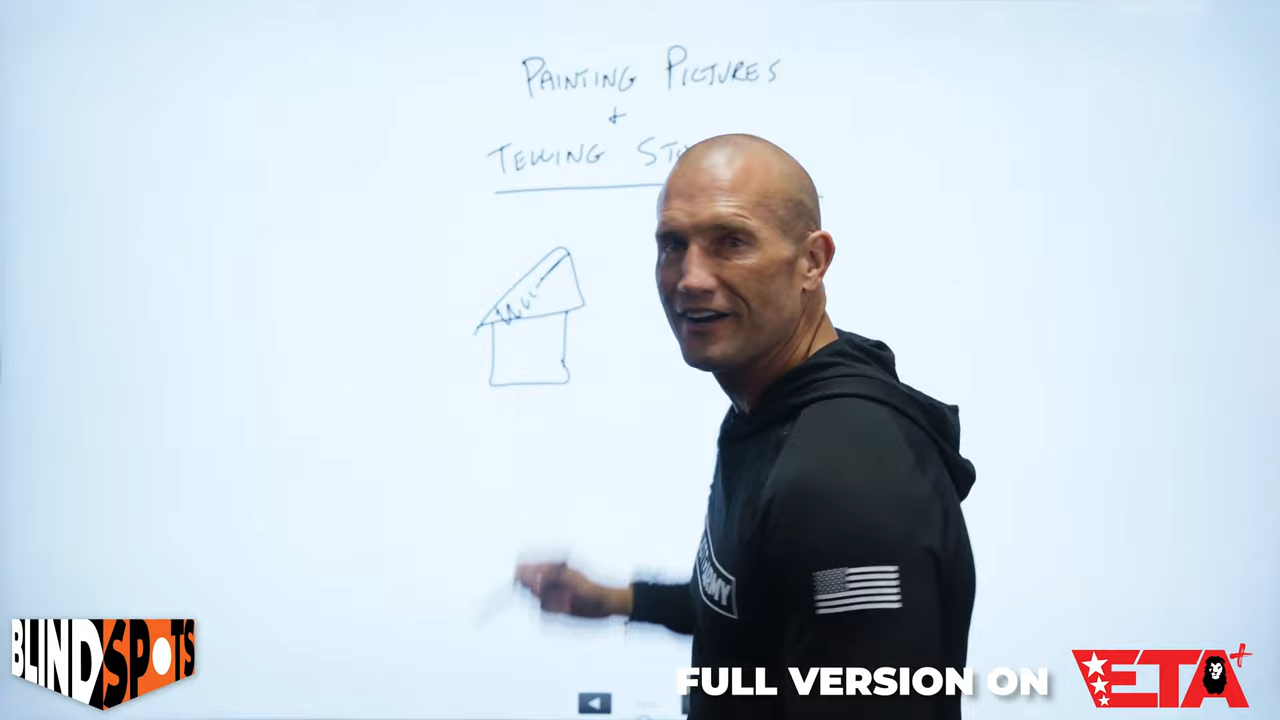 PAINTING PICTURES
+
TELLING
BLINDSPOTS
FULL VERSION ON
ETA+